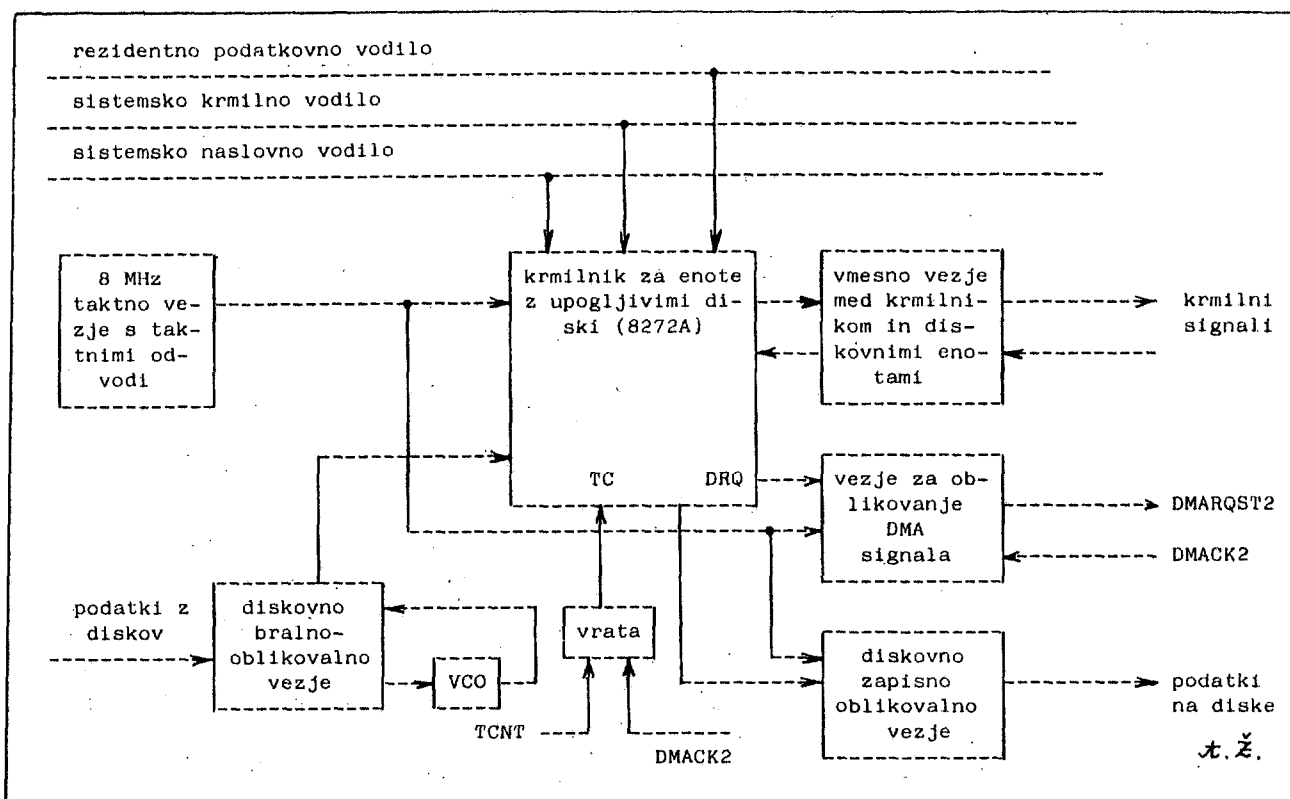 rezidentno podatkovno vodilo
sistemsko krmilno vodilo
sistemsko naslovno vodilo
8 MHz
taktno ve-
zje s tak-
tnimi od-
vodi
krmilnik za enote
z upogljivimi di-
ski (8272A)
TC
DRQ
vmesno vezje
med krmilni-
kom in dis-
kovnimi eno-
tami
krmilni
signali
vezje za ob-
likovanje
DMA
signala
DMARQST2
DMACK2
podatki z
diskov
diskovno
bralno-
oblikovalno
vezje
VCO
vrata
TCNT
DMACK2
diskovno
zapisno
oblikovalno
vezje
podatki
na diske
A.Ž.